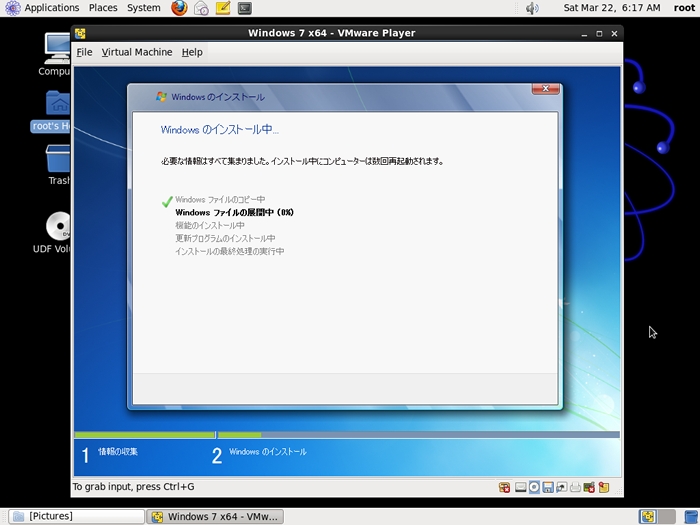 Applications Places System Sat Mar 22, 6:17 AM root
Windows 7 x64 - VMware Player
File Virtual Machine Help
Windows のインストール
Windows のインストール中...
必要な情報はすべて集まりました。インストール中にコンピューターは数回再起動されます。
Windows ファイルのコピー中
Windows ファイルの展開中 (0%)
機能のインストール中
更新プログラムのインストール中
インストールの最終処理の実行中
Compu
root's H
Trash
UDF Vol
1 情報の収集
2 Windows のインストール
To grab input, press Ctrl+G
[Pictures]
Windows 7 x64 - VMw...